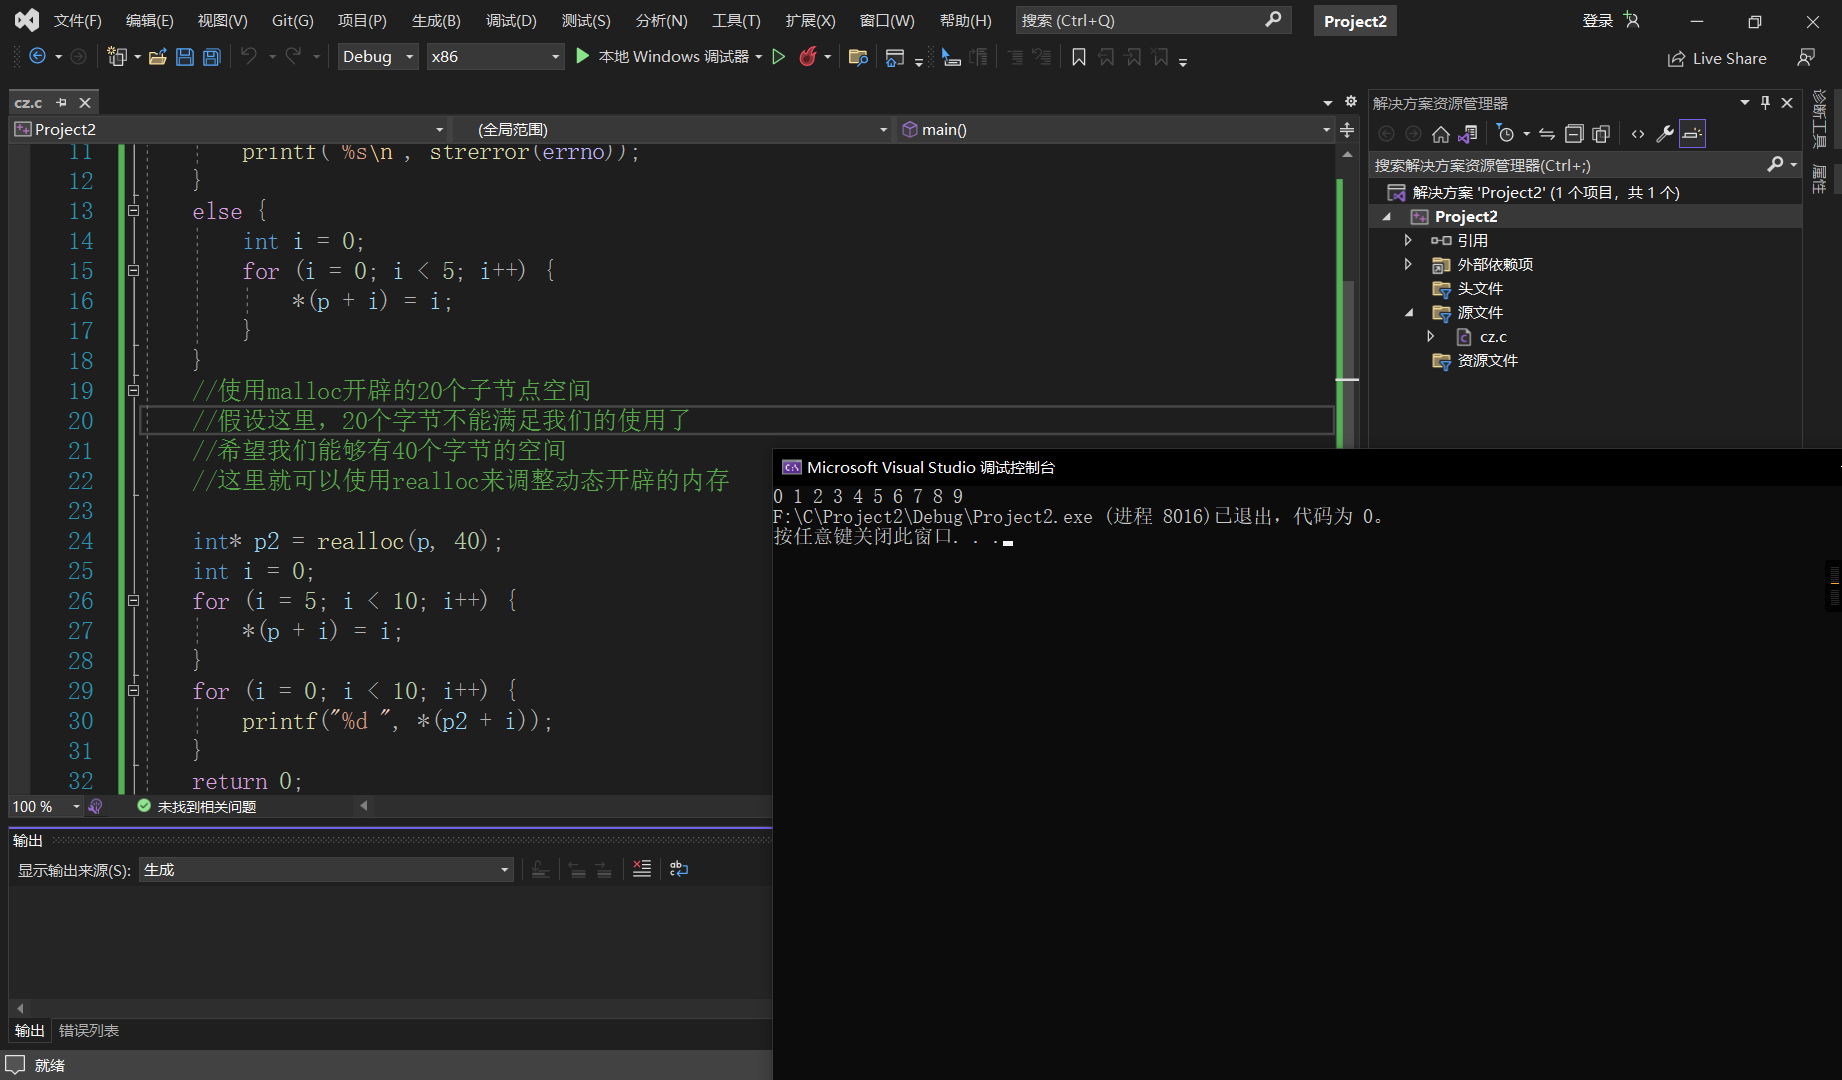 文件(F) 编辑(E) 视图(V) Git(G) 项目(P) 生成(B) 调试(D) 测试(S) 分析(N) 工具(T) 扩展(X) 窗口(W) 帮助(H) 搜索 (Ctrl+Q) Project2 登录
Debug x86 本地 Windows 调试器 Live Share
cz.c
Project2 (全局范围) main()
11 printf( %s\n , strerror(errno));
12 }
13 else {
14 int i = 0;
15 for (i = 0; i < 5; i++) {
16 *(p + i) = i;
17 }
18 }
19 //使用malloc开辟的20个子节点空间
20 //假设这里，20个字节不能满足我们的使用了
21 //希望我们能够有40个字节的空间
22 //这里就可以使用realloc来调整动态开辟的内存
23
24 int* p2 = realloc(p, 40);
25 int i = 0;
26 for (i = 5; i < 10; i++) {
27 *(p + i) = i;
28 }
29 for (i = 0; i < 10; i++) {
30 printf("%d ", *(p2 + i));
31 }
32 return 0;
100 % 未找到相关问题
输出
显示输出来源(S): 生成
输出 错误列表
就绪
解决方案资源管理器
搜索解决方案资源管理器(Ctrl+;)
解决方案 'Project2' (1 个项目，共 1 个)
Project2
引用
外部依赖项
头文件
源文件
cz.c
资源文件
诊断工具
属性
Microsoft Visual Studio 调试控制台
0 1 2 3 4 5 6 7 8 9
F:\C\Project2\Debug\Project2.exe (进程 8016)已退出，代码为 0。
按任意键关闭此窗口. . .